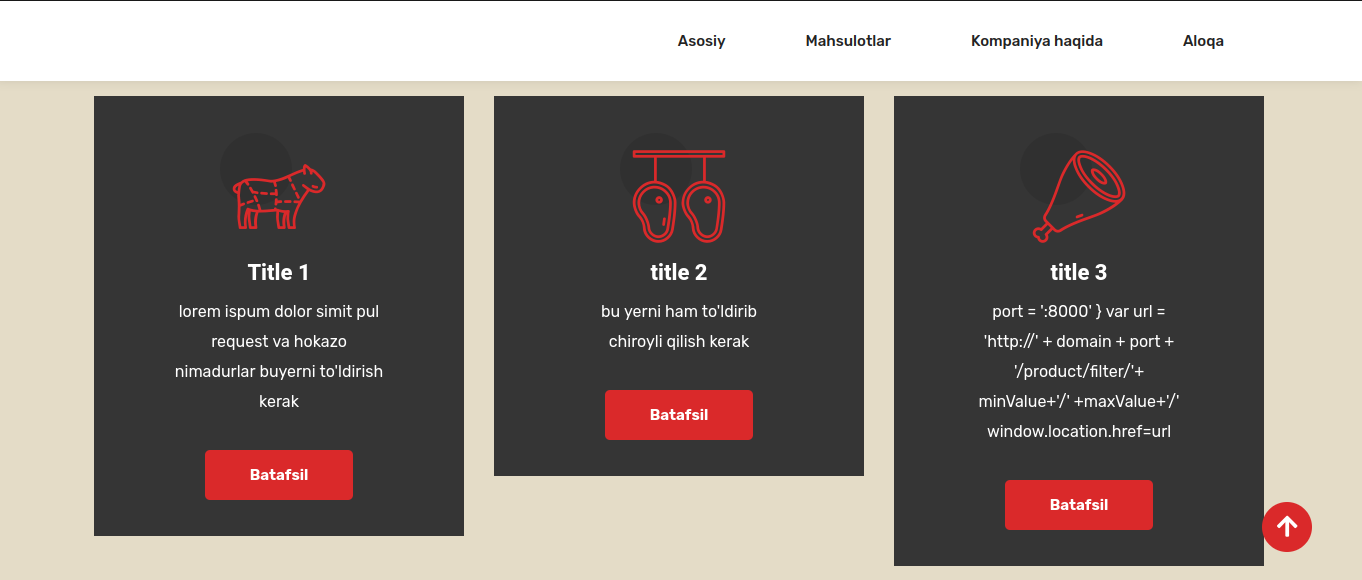 Asosiy
Mahsulotlar
Kompaniya haqida
Aloqa
Title 1
lorem ispum dolor simit pul
request va hokazo
nimadurlar buyerni to'ldirish
kerak
Batafsil
title 2
bu yerni ham to'ldirib
chiroyli qilish kerak
Batafsil
title 3
port = ':8000' } var url =
'http://' + domain + port +
'/product/filter/'+
minValue+'/' +maxValue+'/'
window.location.href=url
Batafsil